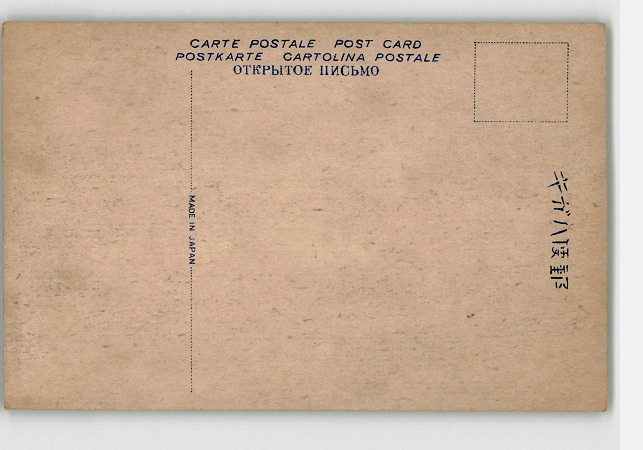 CARTE POSTALE POST CARD
POSTKARTE CARTOLINA POSTALE
ОТКРЫТОЕ ПИСЬМО
MADE IN JAPAN
郵便ハガキ